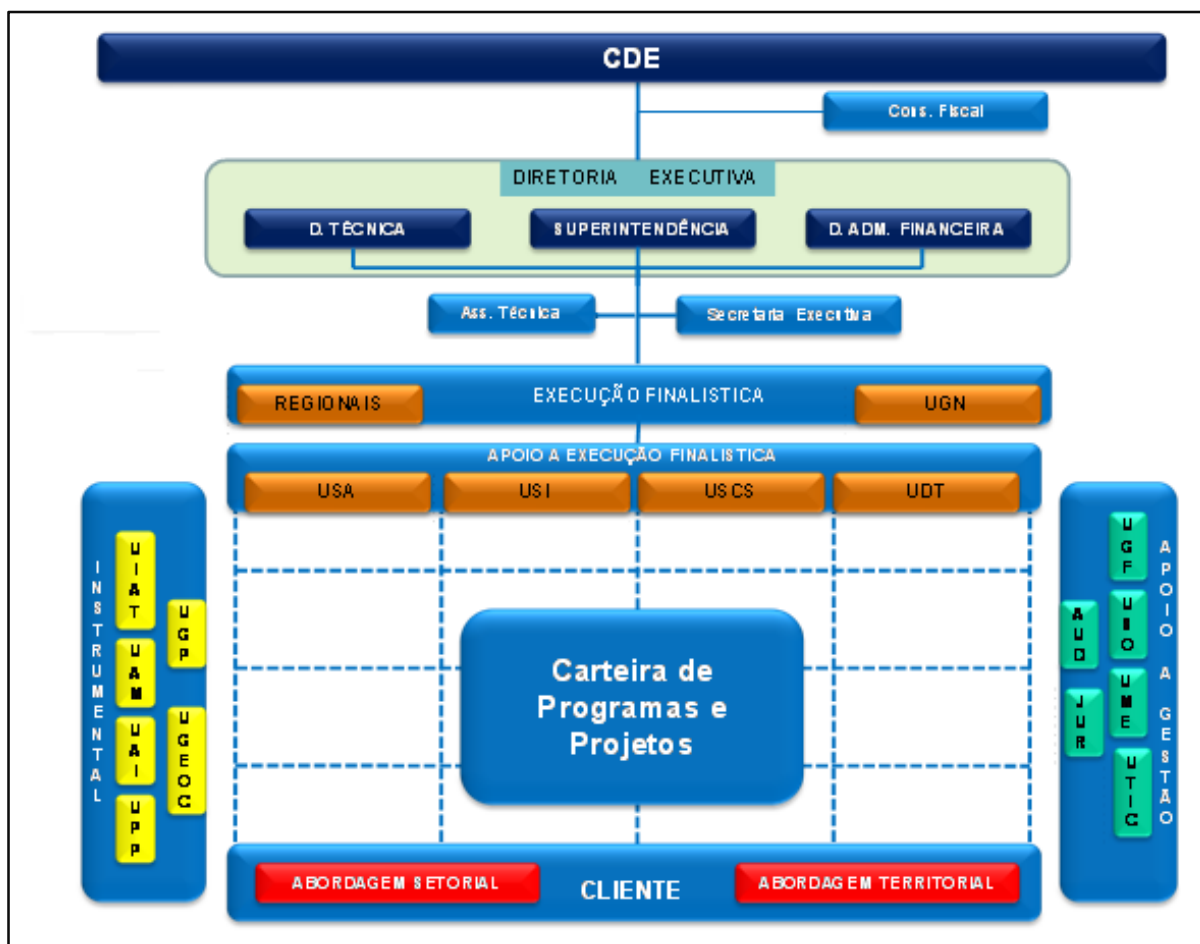 CDE
Cons. Fiscal
DIRETORIA EXECUTIVA
D. TÉCNICA
SUPERINTENDÊNCIA
D. ADM. FINANCEIRA
Ass. Técnica
Secretaria Executiva
EXECUÇÃO FINALISTICA
REGIONAIS
UGN
APOIO A EXECUÇÃO FINALISTICA
USA
USI
USCS
UDT
INSTRUMENTAL
UIAT
UAM
UAI
UPP
UGP
UGEOC
Carteira de
Programas e
Projetos
AUD
JUR
UGF
UME
UTIC
APOIO A GESTÃO
ABORDAGEM SETORIAL
CLIENTE
ABORDAGEM TERRITORIAL